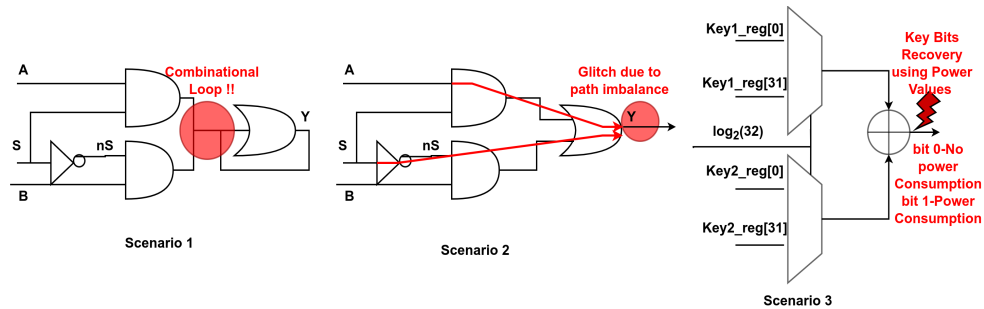 A
S
nS
B
Combinational
Loop !!
Y
Scenario 1
A
S
nS
B
Glitch due to
path imbalance
Y
Scenario 2
Key1_reg[0]
Key1_reg[31]
log2(32)
Key2_reg[0]
Key2_reg[31]
Key Bits
Recovery
using Power
Values
bit 0-No
power
Consumption
bit 1-Power
Consumption
Scenario 3